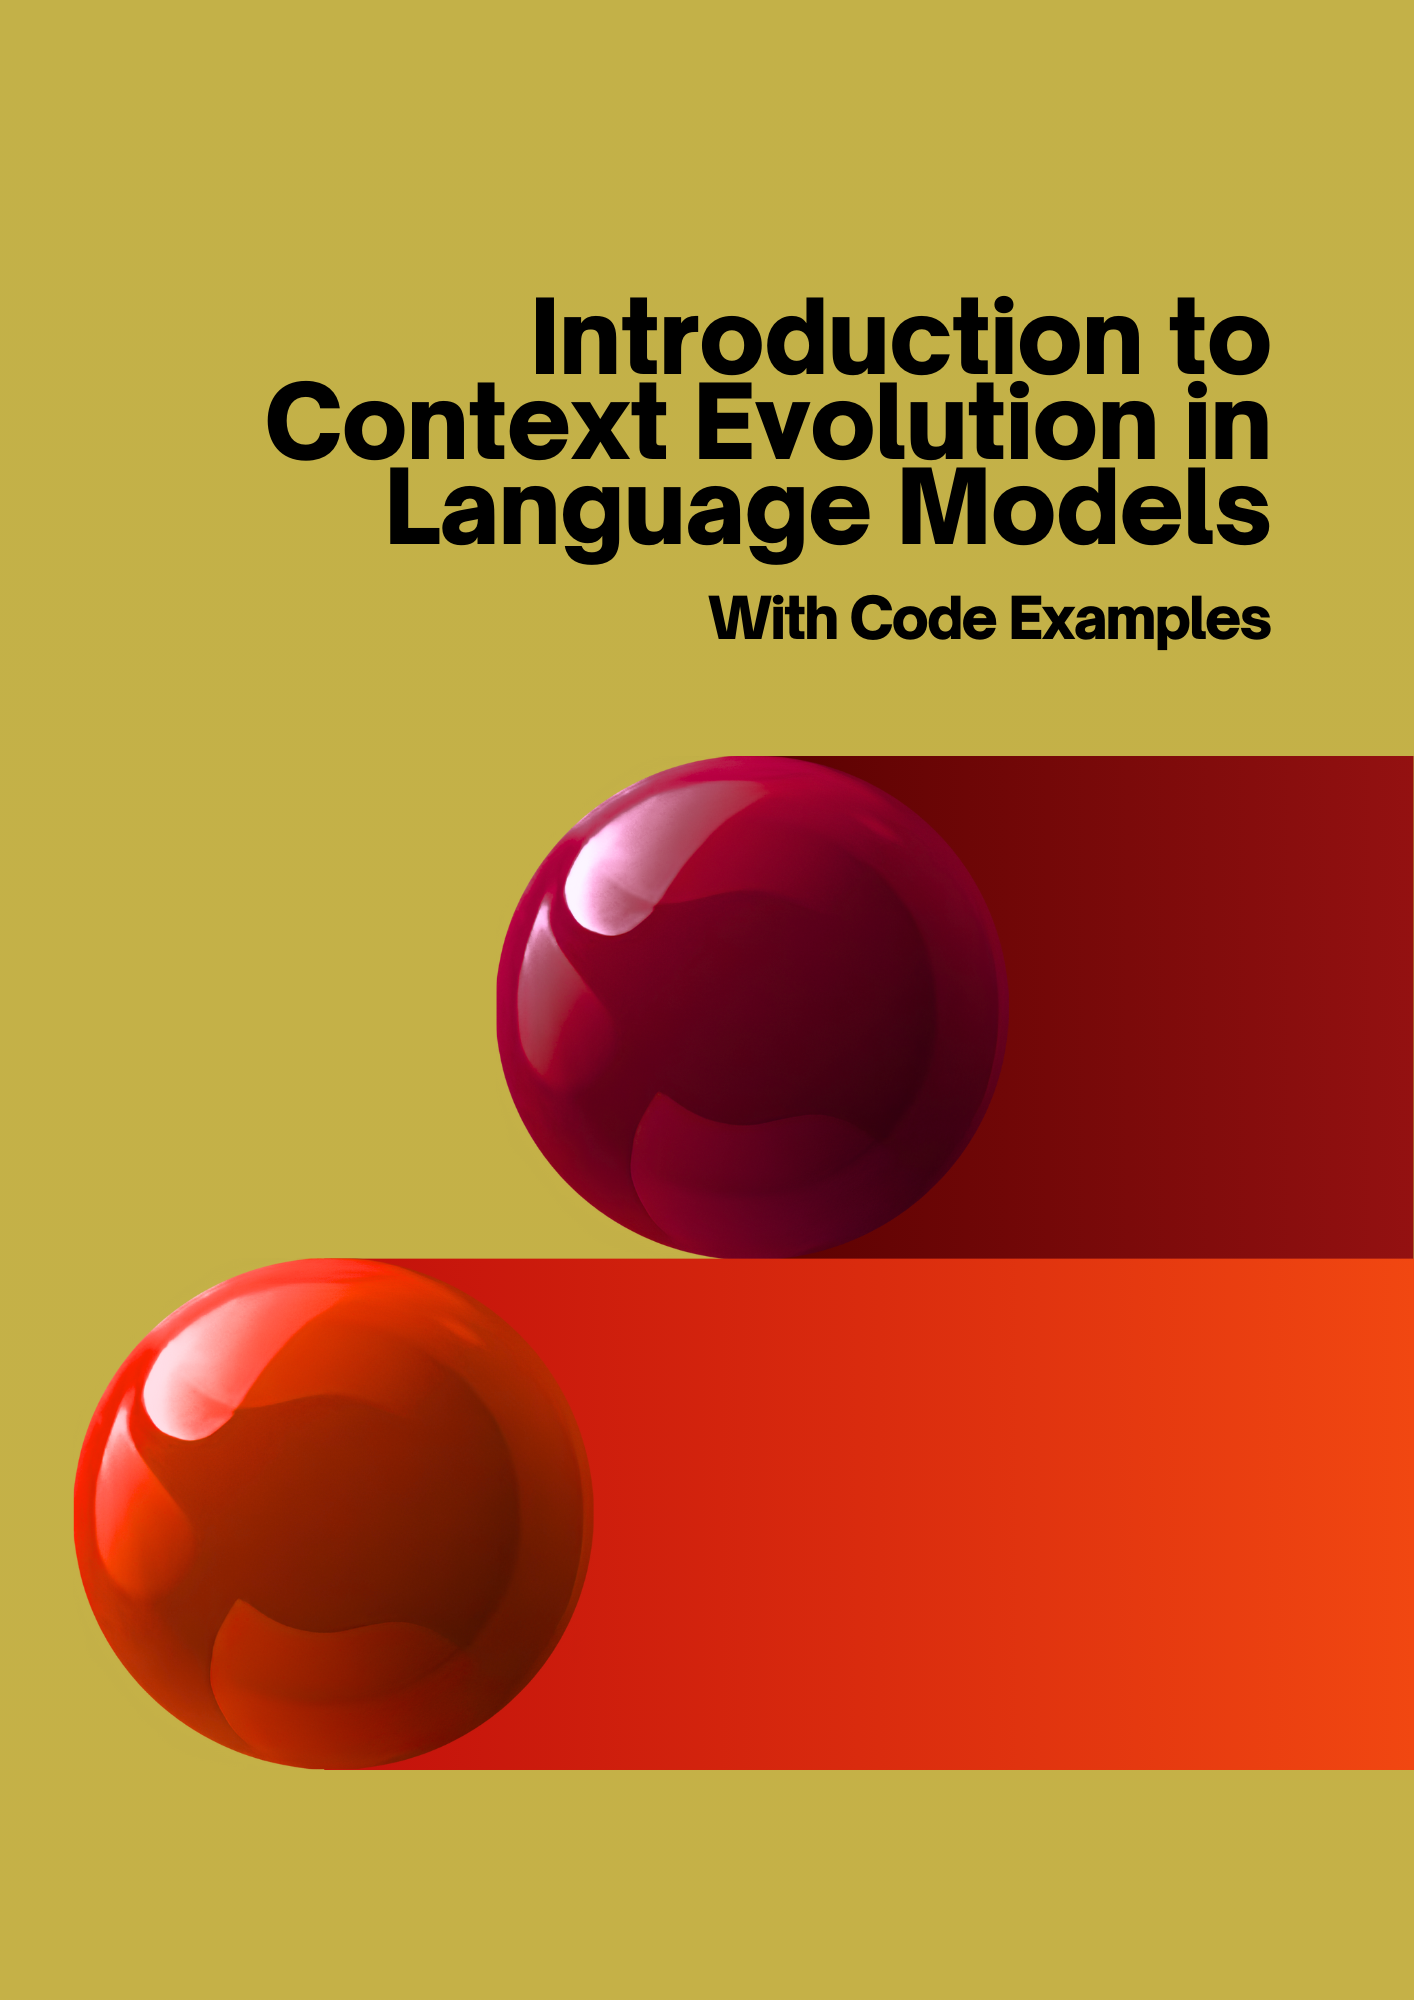 Introduction to
Context Evolution in
Language Models
With Code Examples